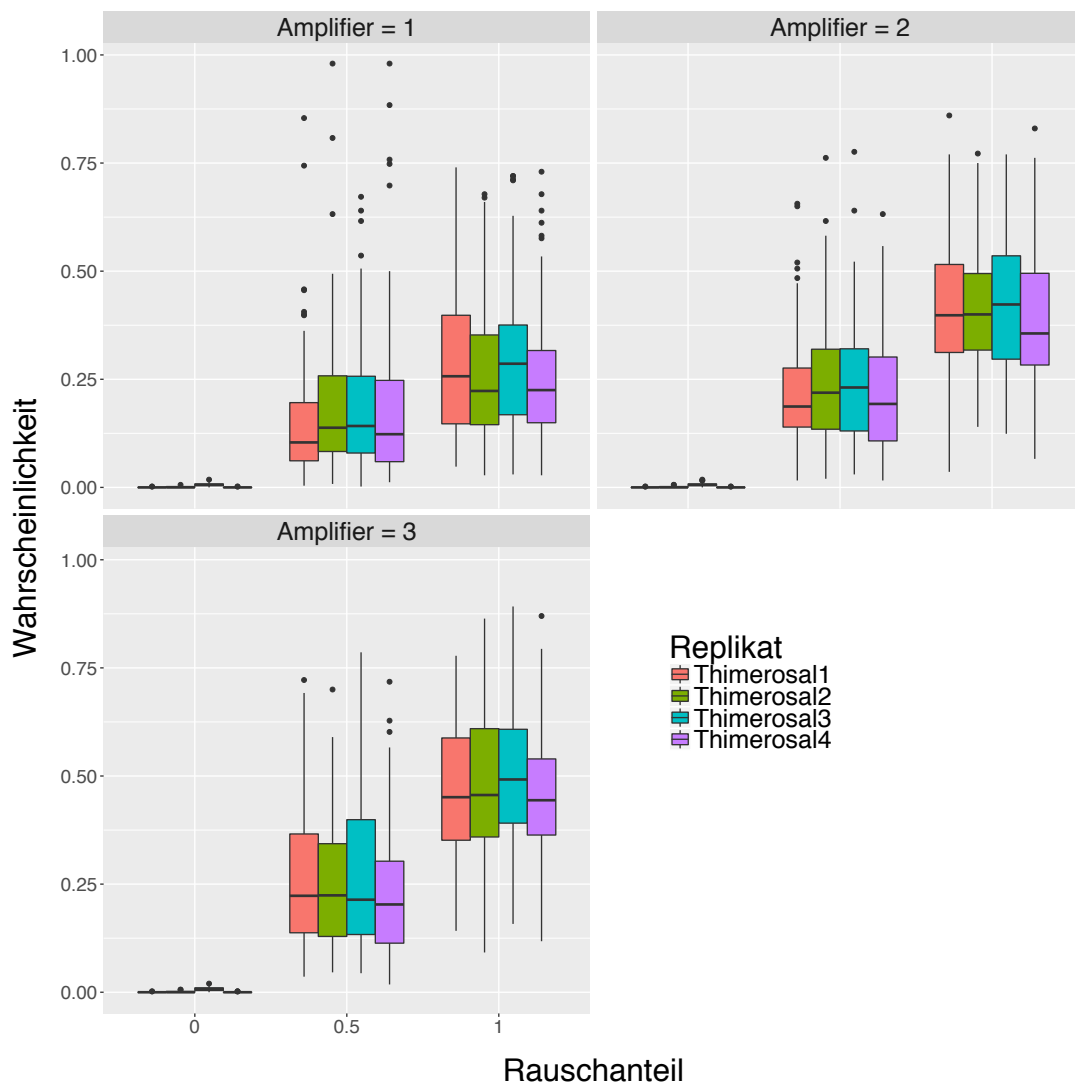 Amplifier = 1
Amplifier = 2
1.00
0.75
0.50
0.25
0.00
Amplifier = 3
1.00
0.75
0.50
0.25
0.00
0
0.5
1
Wahrscheinlichkeit
Rauschanteil
Replikat
Thimerosal1
Thimerosal2
Thimerosal3
Thimerosal4